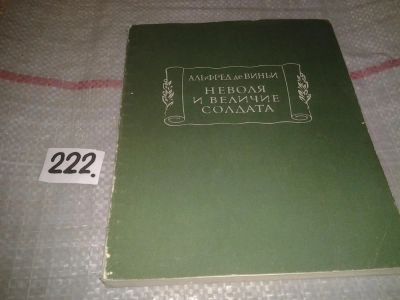 АЛЬФРЕД де ВИНЬИ
НЕВОЛЯ
И ВЕЛИЧИЕ
СОЛДАТА
222.